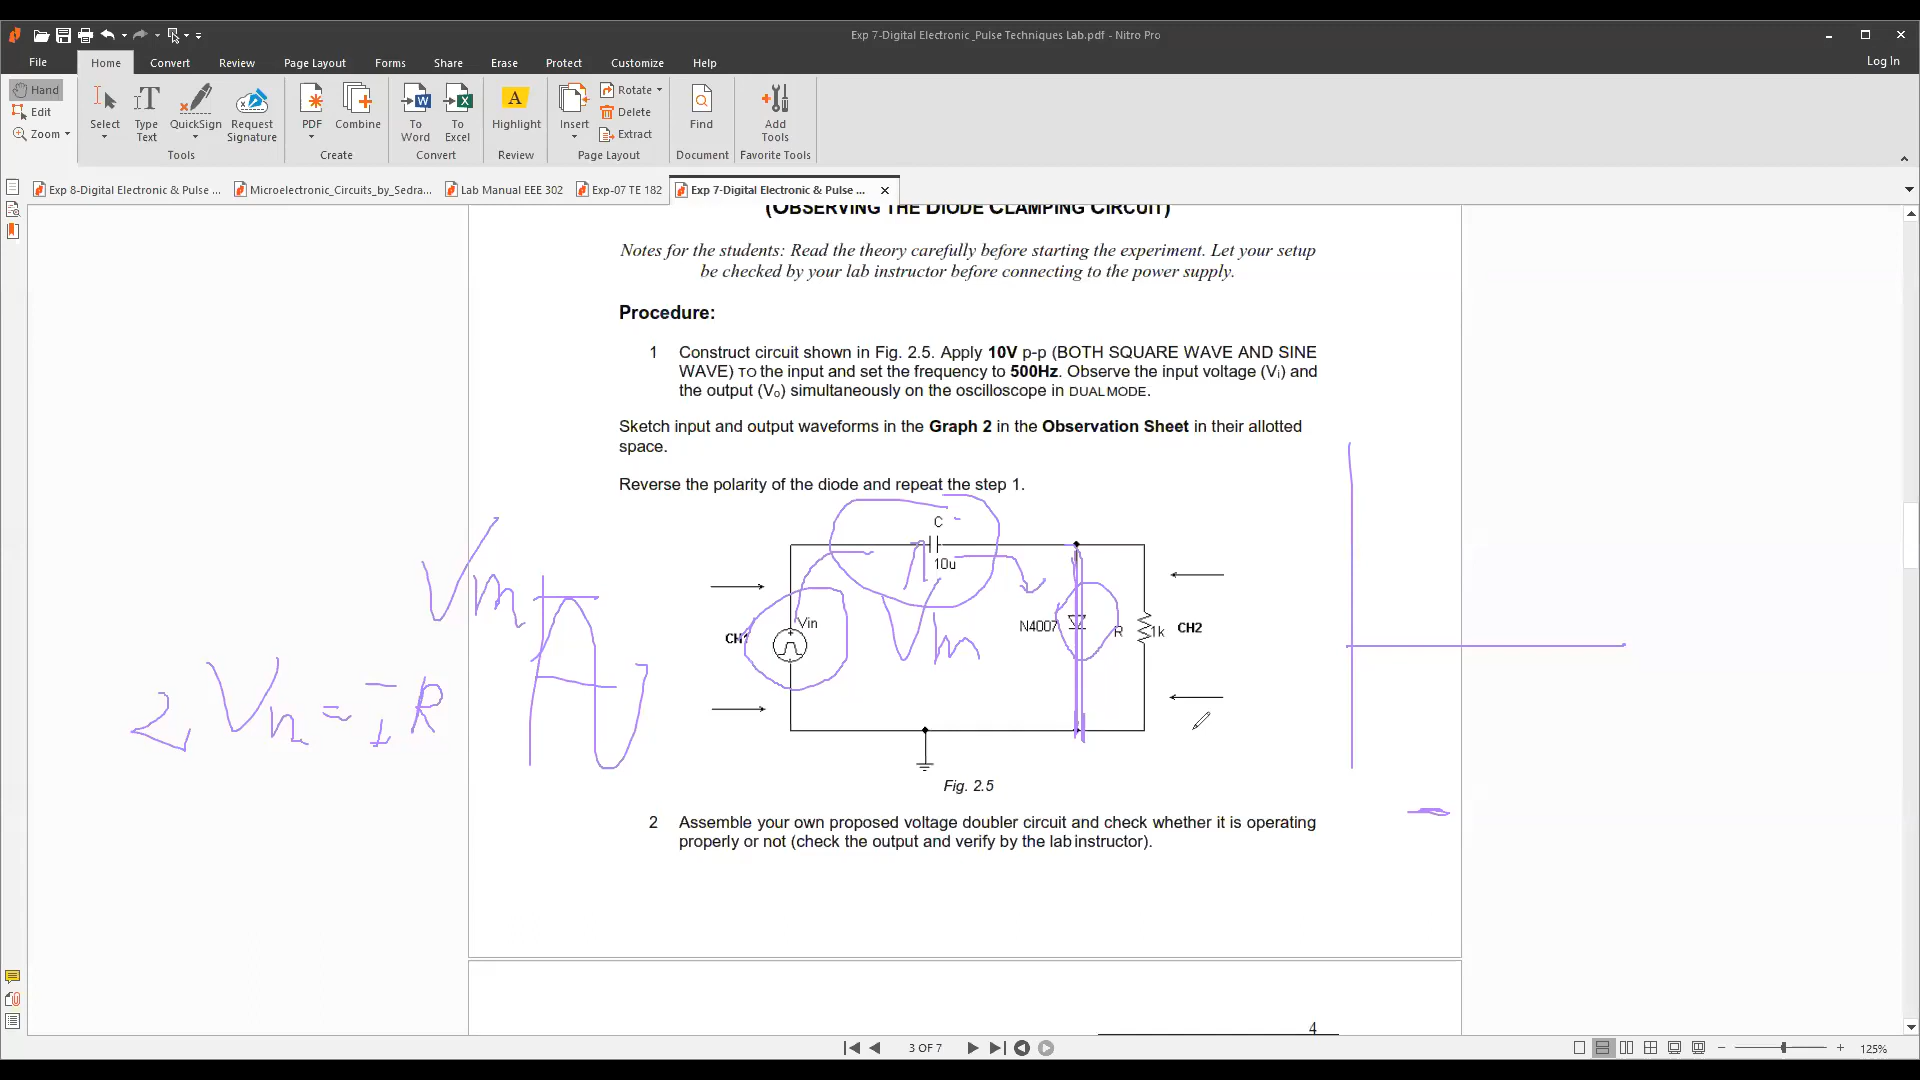 Exp 7-Digital Electronic _Pulse Techniques Lab.pdf - Nitro Pro
File Home Convert Review Page Layout Forms Share Erase Protect Customize Help Log In
Hand
Edit
Zoom
Select
Type Text
QuickSign
Request Signature
Tools
PDF
Combine
Create
To Word
To Excel
Convert
Highlight
Review
Insert
Rotate
Delete
Extract
Page Layout
Find
Document
Add Tools
Favorite Tools
Exp 8-Digital Electronic & Pulse ... Microelectronic_Circuits_by_Sedra... Lab Manual EEE 302 Exp-07 TE 182 Exp 7-Digital Electronic & Pulse ...
(OBSERVING THE DIODE CLAMPING CIRCUIT)
Notes for the students: Read the theory carefully before starting the experiment. Let your setup
be checked by your lab instructor before connecting to the power supply.
Procedure:
1 Construct circuit shown in Fig. 2.5. Apply 10V p-p (BOTH SQUARE WAVE AND SINE
WAVE) TO the input and set the frequency to 500Hz. Observe the input voltage (Vi) and
the output (Vo) simultaneously on the oscilloscope in DUAL MODE.
Sketch input and output waveforms in the Graph 2 in the Observation Sheet in their allotted
space.
Reverse the polarity of the diode and repeat the step 1.
C
10u
Vm
Vin
CH1
Vm
N4007
R
1k
CH2
2 Vn = I R
Fig. 2.5
2 Assemble your own proposed voltage doubler circuit and check whether it is operating
properly or not (check the output and verify by the lab instructor).
4
3 OF 7
125%